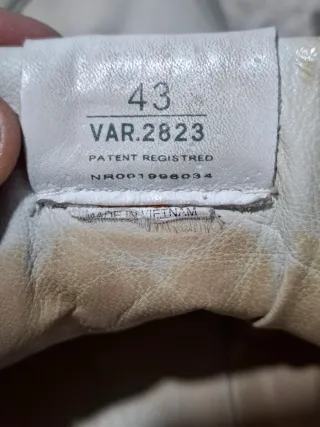 43
VAR.2823
PATENT REGISTRED
NR001996034
MADE IN VIETNAM